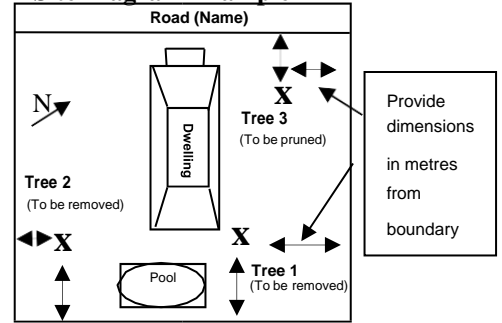 Road (Name)
N
X
Tree 3
(To be pruned)
Dwelling
Tree 2
(To be removed)
X
X
Pool
Tree 1
(To be removed)
Provide
dimensions
in metres
from
boundary